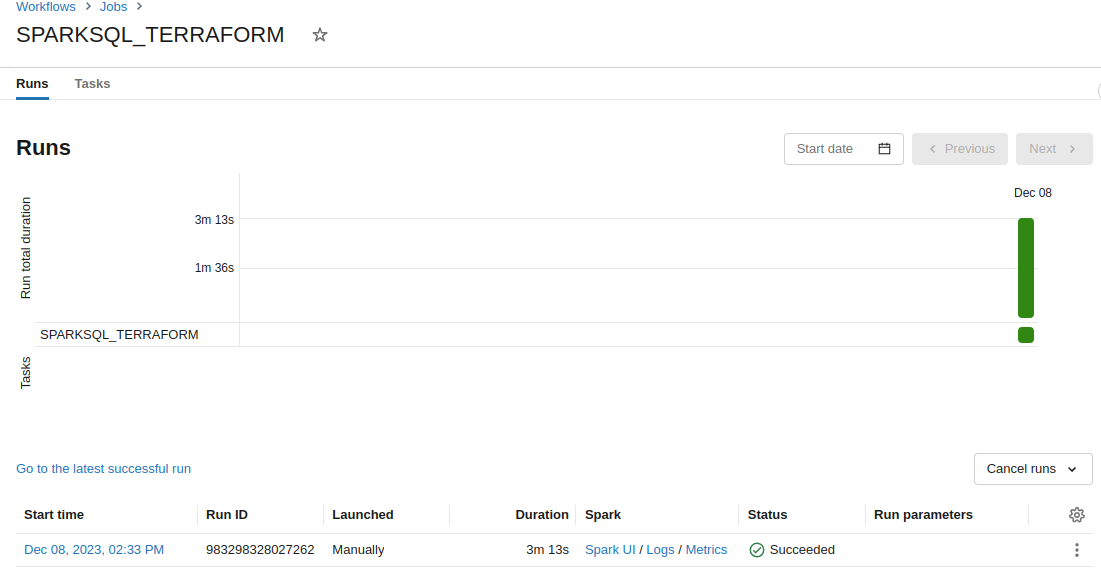 Workflows > Jobs >
SPARKSQL_TERRAFORM
Runs Tasks
Runs
Start date Previous Next
Dec 08
Run total duration
3m 13s
1m 36s
SPARKSQL_TERRAFORM
Tasks
Go to the latest successful run Cancel runs
Start time Run ID Launched Duration Spark Status Run parameters
Dec 08, 2023, 02:33 PM 983298328027262 Manually 3m 13s Spark UI / Logs / Metrics Succeeded